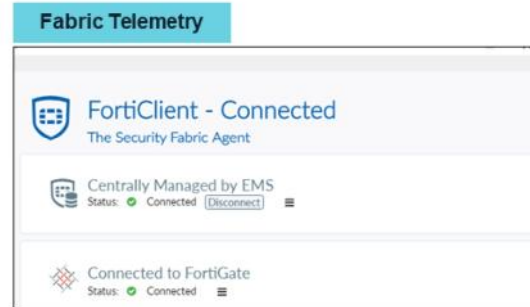 Fabric Telemetry
FortiClient - Connected
The Security Fabric Agent
Centrally Managed by EMS
Status: Connected Disconnect
Connected to FortiGate
Status: Connected